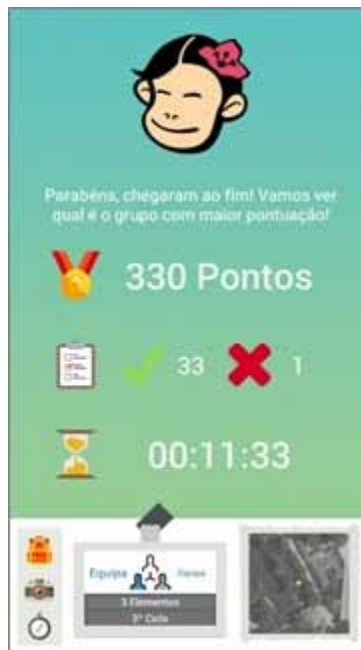 Parabéns, chegaram ao fim! Vamos ver
qual é o grupo com maior pontuação!
330 Pontos
33 1
00:11:33
Equipa
3 Elementos
3º Ciclo